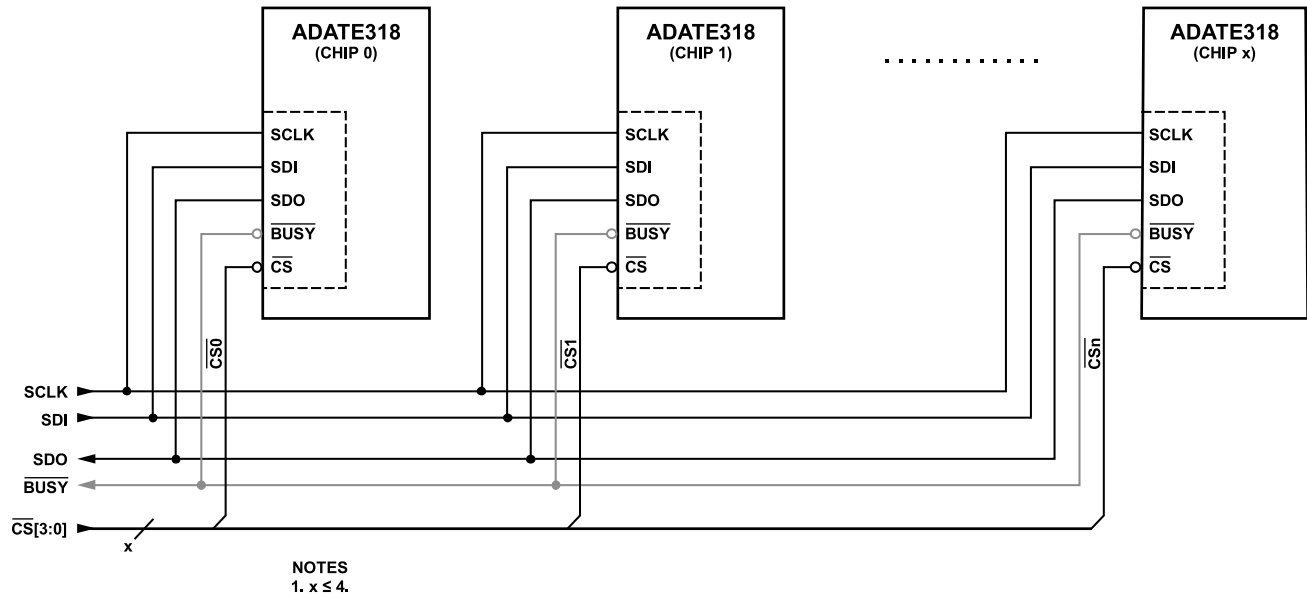 ADATE318
(CHIP 0)
SCLK
SDI
SDO
BUSY
CS
CS0
ADATE318
(CHIP 1)
SCLK
SDI
SDO
BUSY
CS
CS1
ADATE318
(CHIP x)
SCLK
SDI
SDO
BUSY
CS
CSn
SCLK
SDI
SDO
BUSY
CS[3:0]
x
NOTES
1. x ≤ 4.